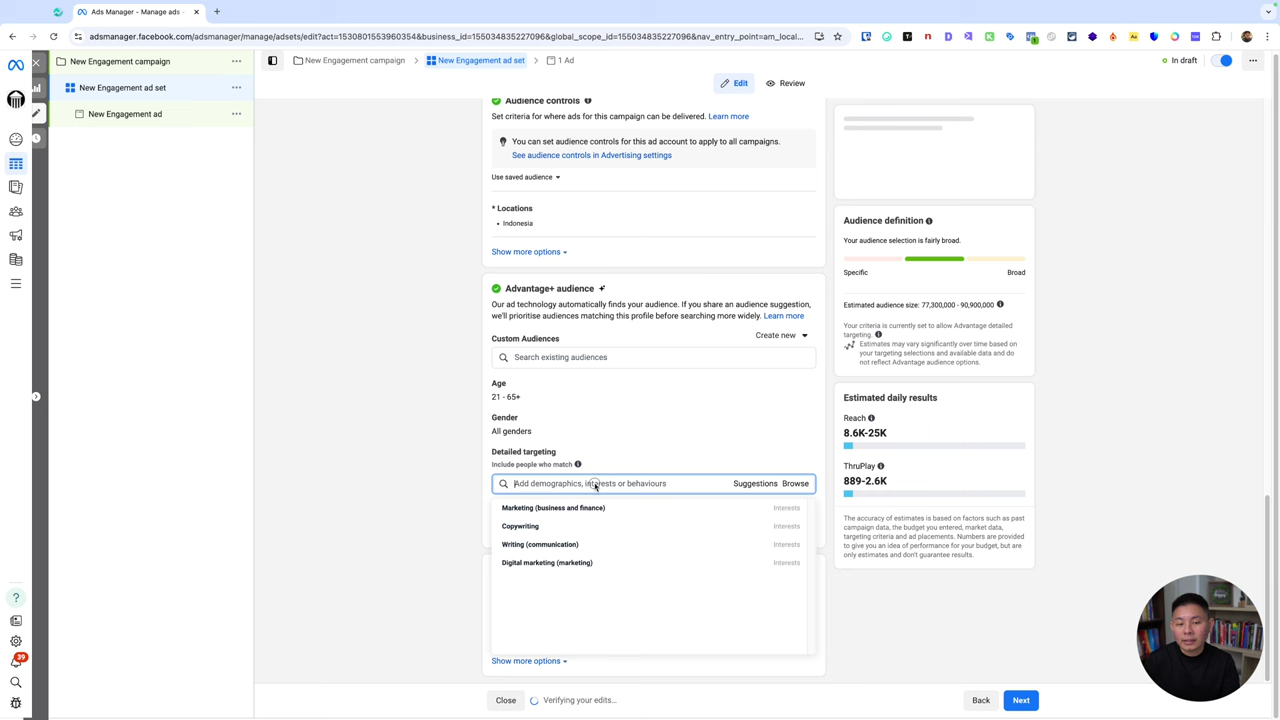 Ads Manager - Manage ads -
adsmanager.facebook.com/adsmanager/manage/adsets/edit?act=1530801553960354&business_id=155034835227096&global_scope_id=155034835227096&nav_entry_point=am_local...
New Engagement campaign
New Engagement ad set
New Engagement ad
New Engagement campaign
New Engagement ad set
1 Ad
In draft
Edit
Review
Audience controls
Set criteria for where ads for this campaign can be delivered. Learn more
You can set audience controls for this ad account to apply to all campaigns.
See audience controls in Advertising settings
Use saved audience
* Locations
• Indonesia
Show more options
Advantage+ audience
Our ad technology automatically finds your audience. If you share an audience suggestion,
we'll prioritise audiences matching this profile before searching more widely. Learn more
Create new
Custom Audiences
Search existing audiences
Age
21 - 65+
Gender
All genders
Detailed targeting
Include people who match
Add demographics, interests or behaviours
Suggestions
Browse
Marketing (business and finance)
Interests
Copywriting
Interests
Writing (communication)
Interests
Digital marketing (marketing)
Interests
Show more options
Close
Verifying your edits...
Back
Next
Audience definition
Your audience selection is fairly broad.
Specific
Broad
Estimated audience size: 77,300,000 - 90,900,000
Your criteria is currently set to allow Advantage detailed
targeting.
Estimates may vary significantly over time based on
your targeting selections and available data and do
not reflect Advantage audience options.
Estimated daily results
Reach
8.6K-25K
ThruPlay
889-2.6K
The accuracy of estimates is based on factors such as past
campaign data, the budget you entered, market data,
targeting criteria and ad placements. Numbers are provided
to give you an idea of performance for your budget, but are
only estimates and don't guarantee results.
39